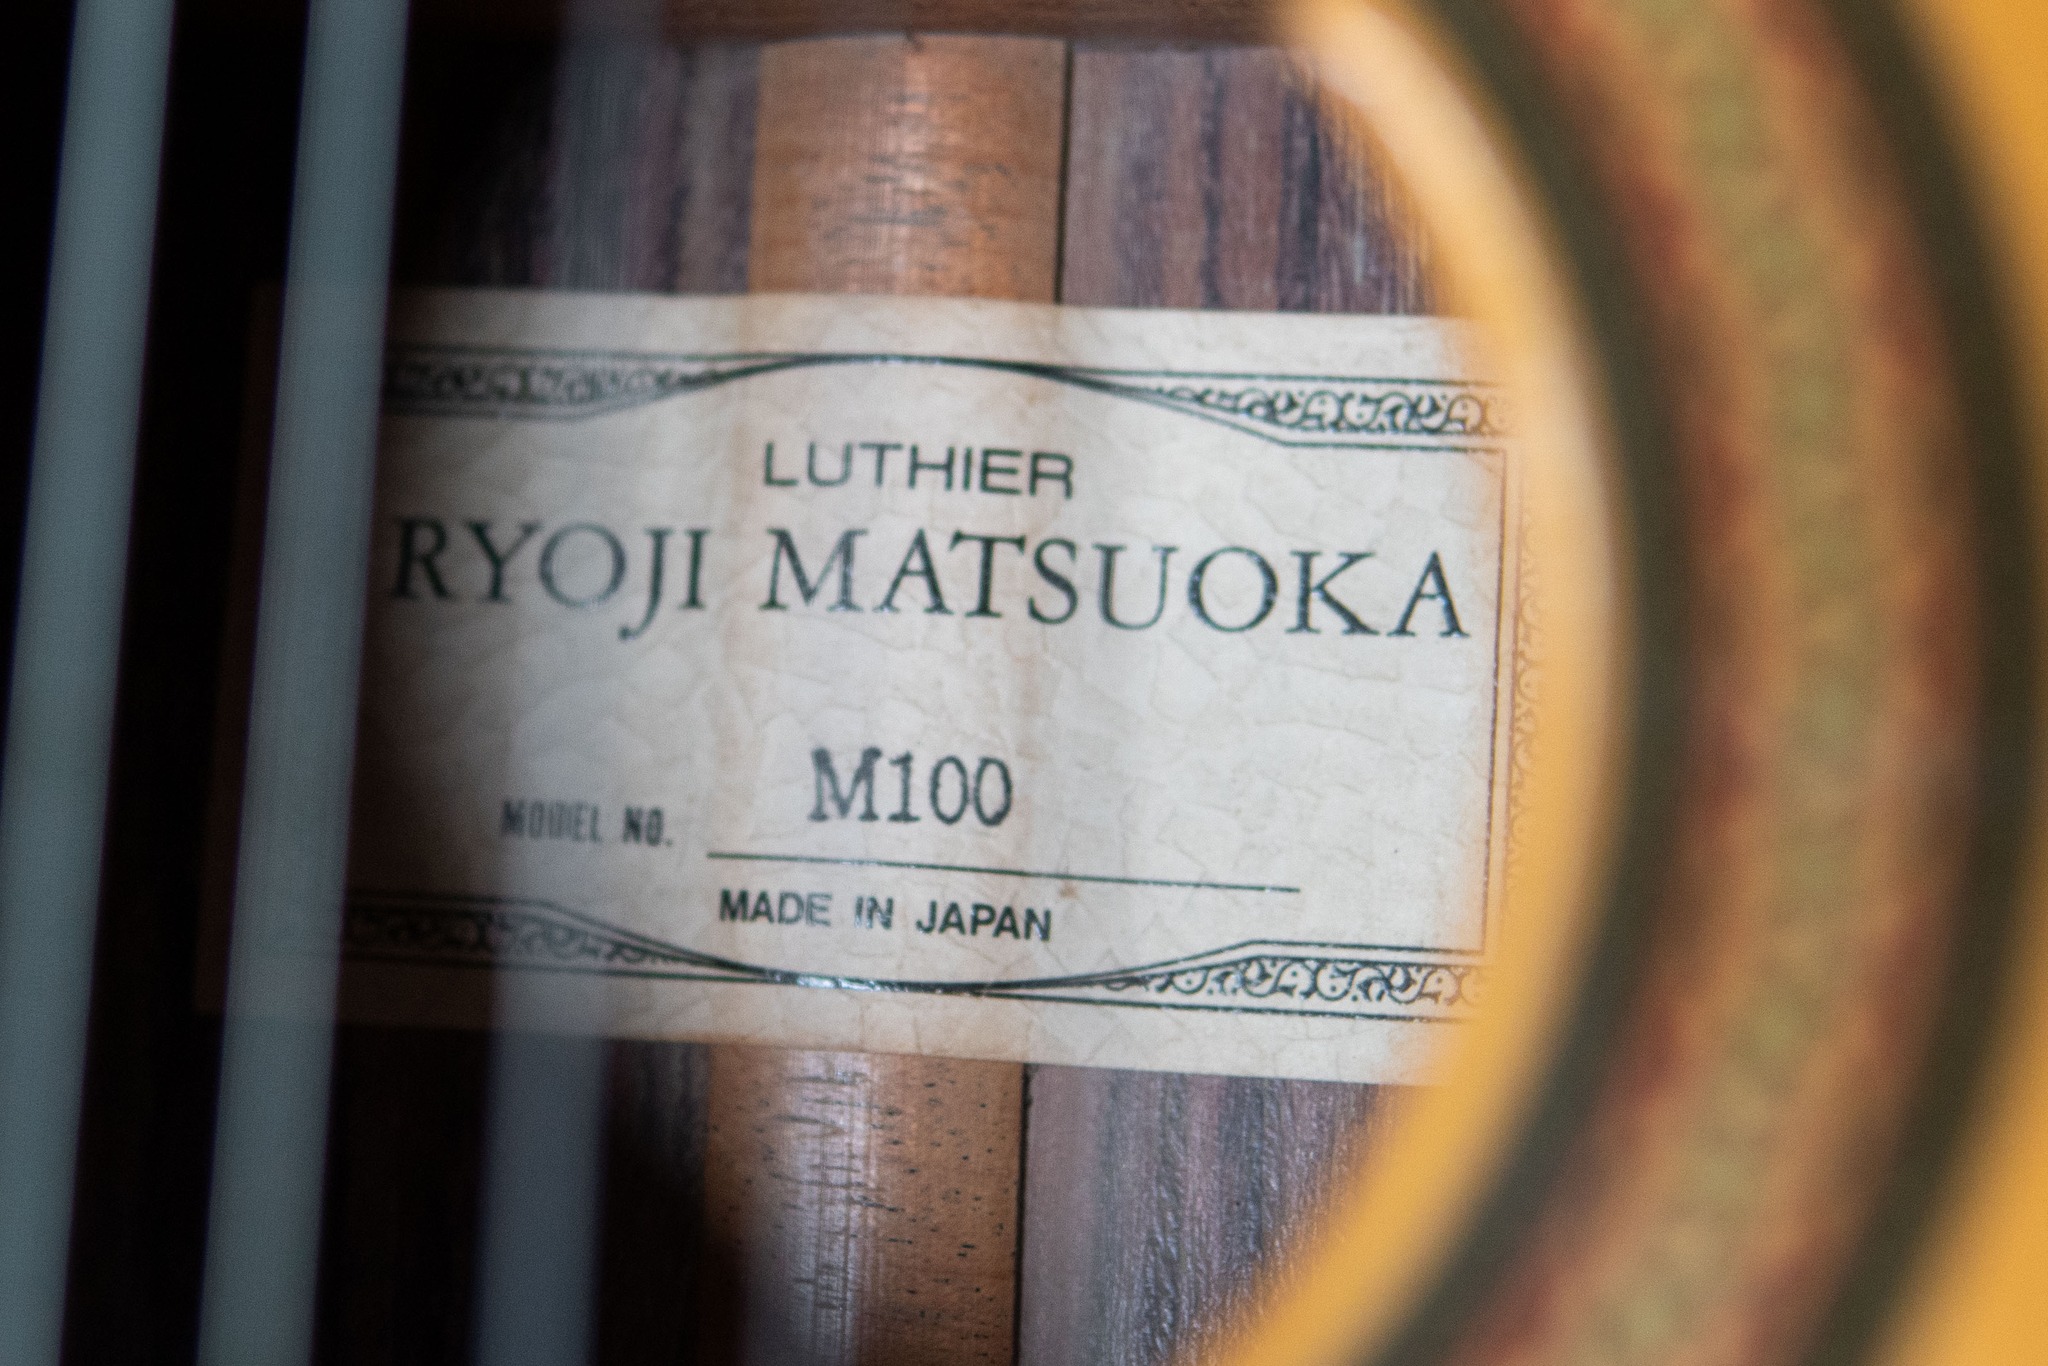 LUTHIER
RYOJI MATSUOKA
MODEL NO. M100
MADE IN JAPAN